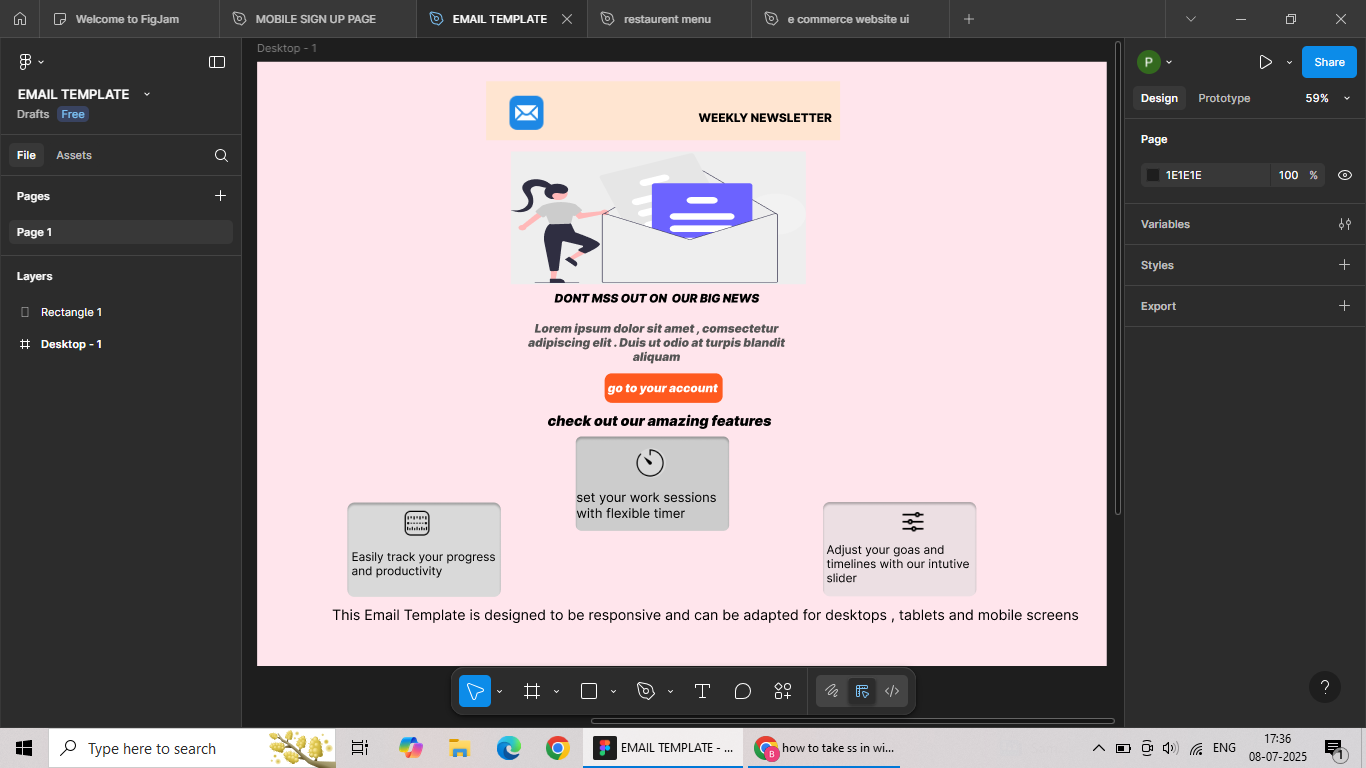 Welcome to FigJam
MOBILE SIGN UP PAGE
EMAIL TEMPLATE
restaurent menu
e commerce website ui
EMAIL TEMPLATE
Drafts
Free
File
Assets
Pages
Page 1
Layers
Rectangle 1
Desktop - 1
Desktop - 1
WEEKLY NEWSLETTER
DONT MSS OUT ON OUR BIG NEWS
Lorem ipsum dolor sit amet , comsectetur
adipiscing elit . Duis ut odio at turpis blandit
aliquam
go to your account
check out our amazing features
set your work sessions
with flexible timer
Easily track your progress
and productivity
Adjust your goas and
timelines with our intutive
slider
This Email Template is designed to be responsive and can be adapted for desktops , tablets and mobile screens
P
Share
Design
Prototype
59%
Page
1E1E1E
100
%
Variables
Styles
Export
?
Type here to search
EMAIL TEMPLATE - ...
B
how to take ss in wi...
ENG
17:36
08-07-2025
1